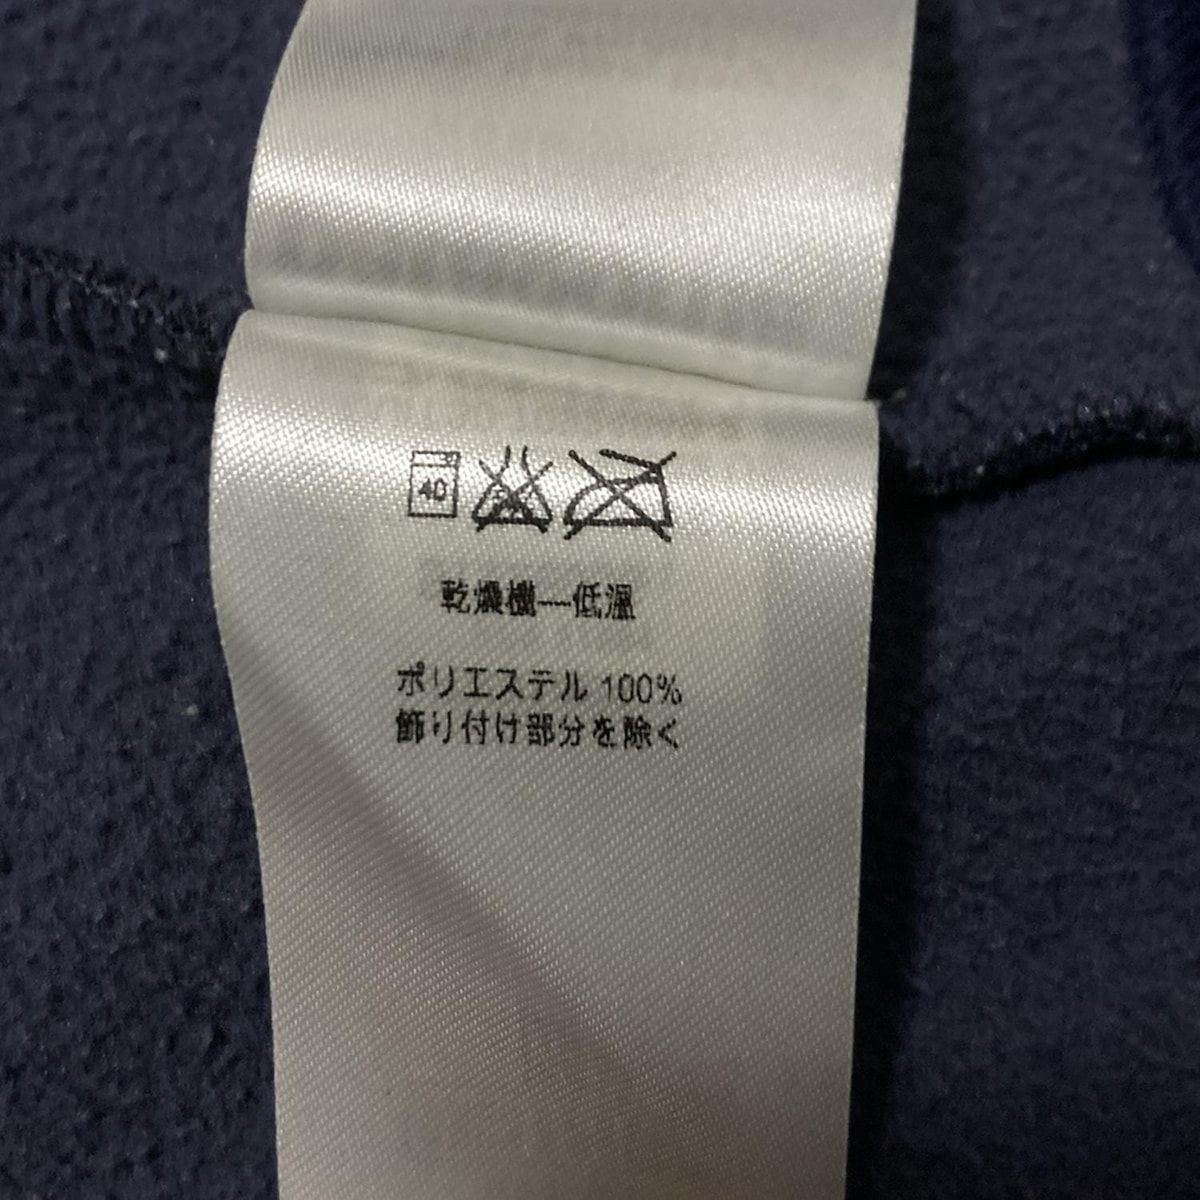 40
乾燥機—低温
ポリエステル 100%
飾り付け部分を除く